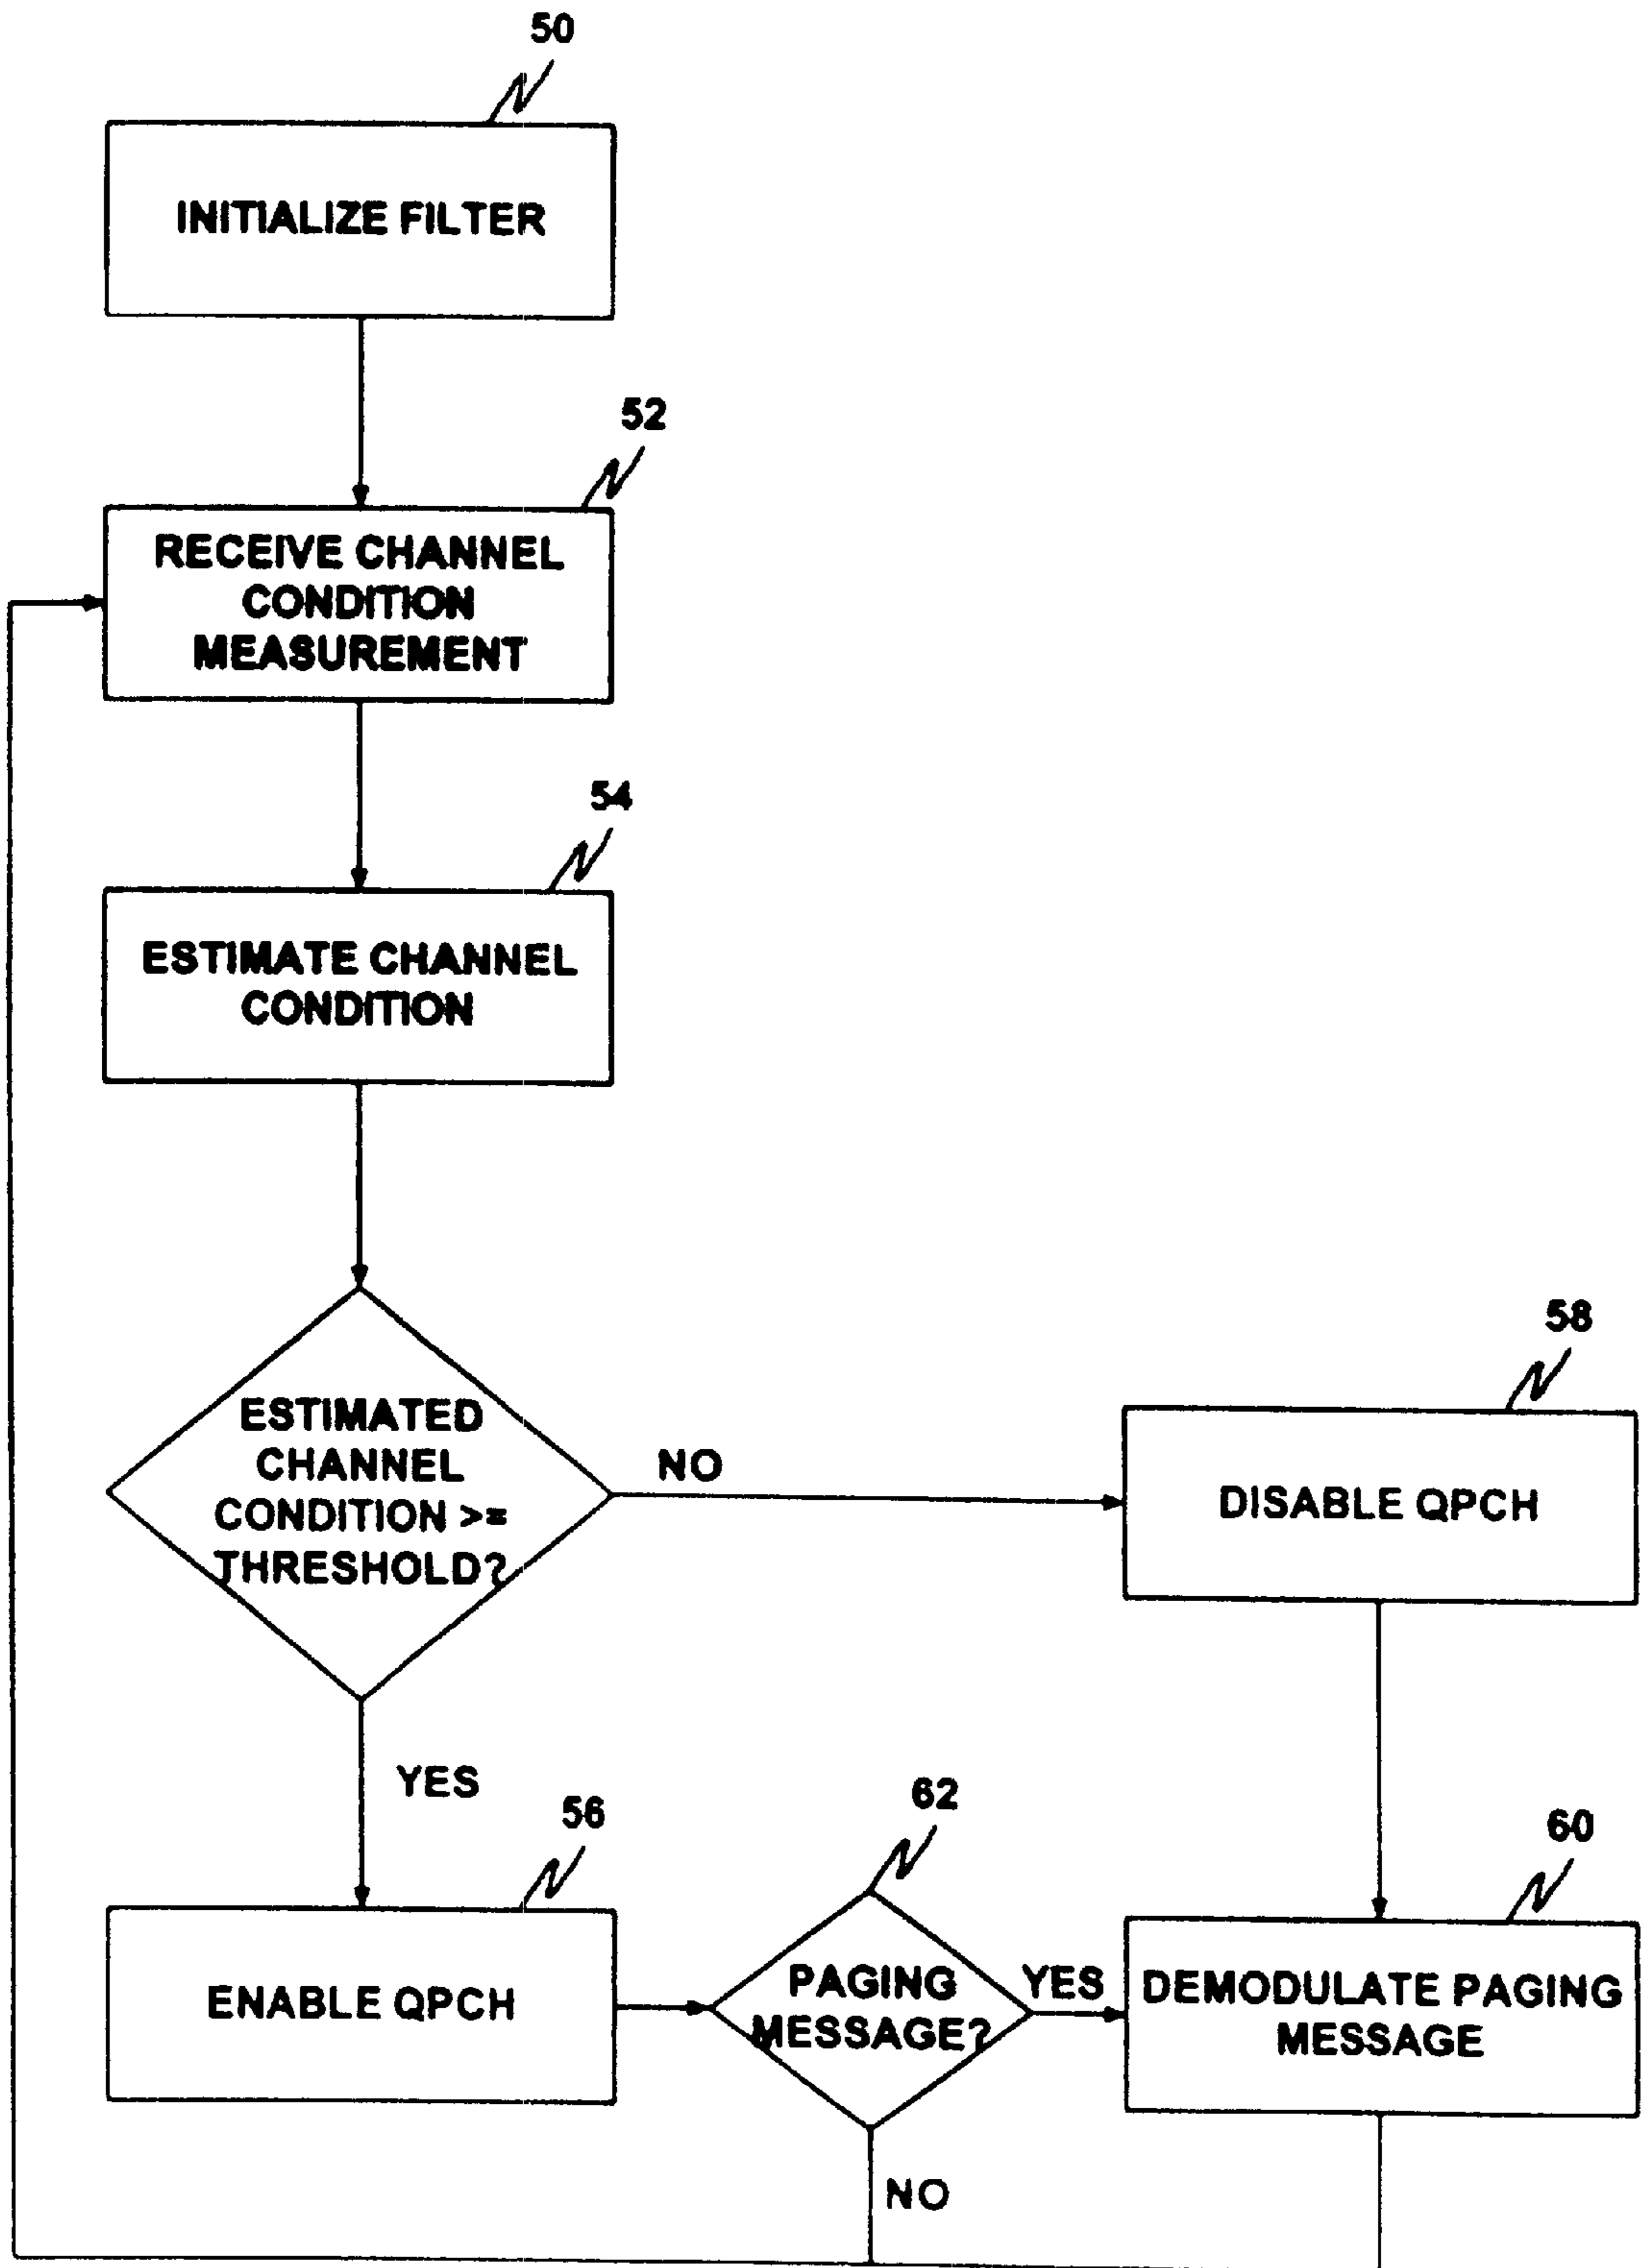 50
INITIALIZE FILTER
52
RECEIVE CHANNEL
CONDITION
MEASUREMENT
54
ESTIMATE CHANNEL
CONDITION
ESTIMATED
CHANNEL
CONDITION >=
THRESHOLD?
NO
58
DISABLE QPCH
YES
56
ENABLE QPCH
62
PAGING
MESSAGE?
YES
60
DEMODULATE PAGING
MESSAGE
NO